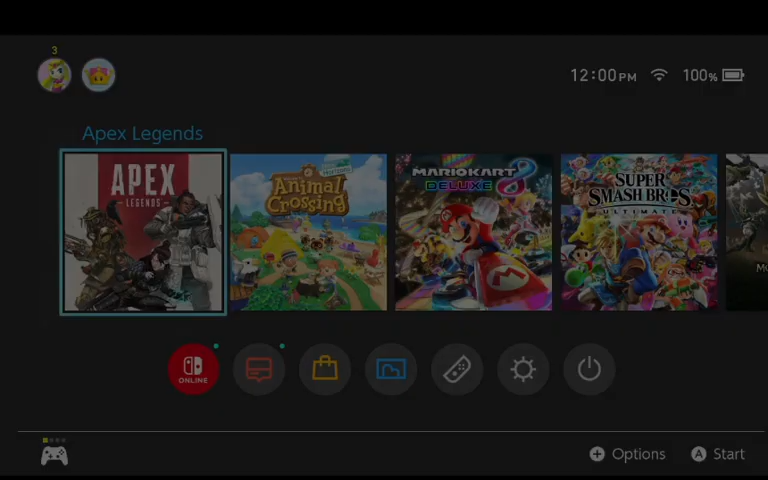 3
12:00PM 100%
Apex Legends
APEX
LEGENDS
Animal
Crossing
MARIOKART
8
DELUXE
SUPER
SMASH BROS.
ULTIMATE
ONLINE
Options
A Start